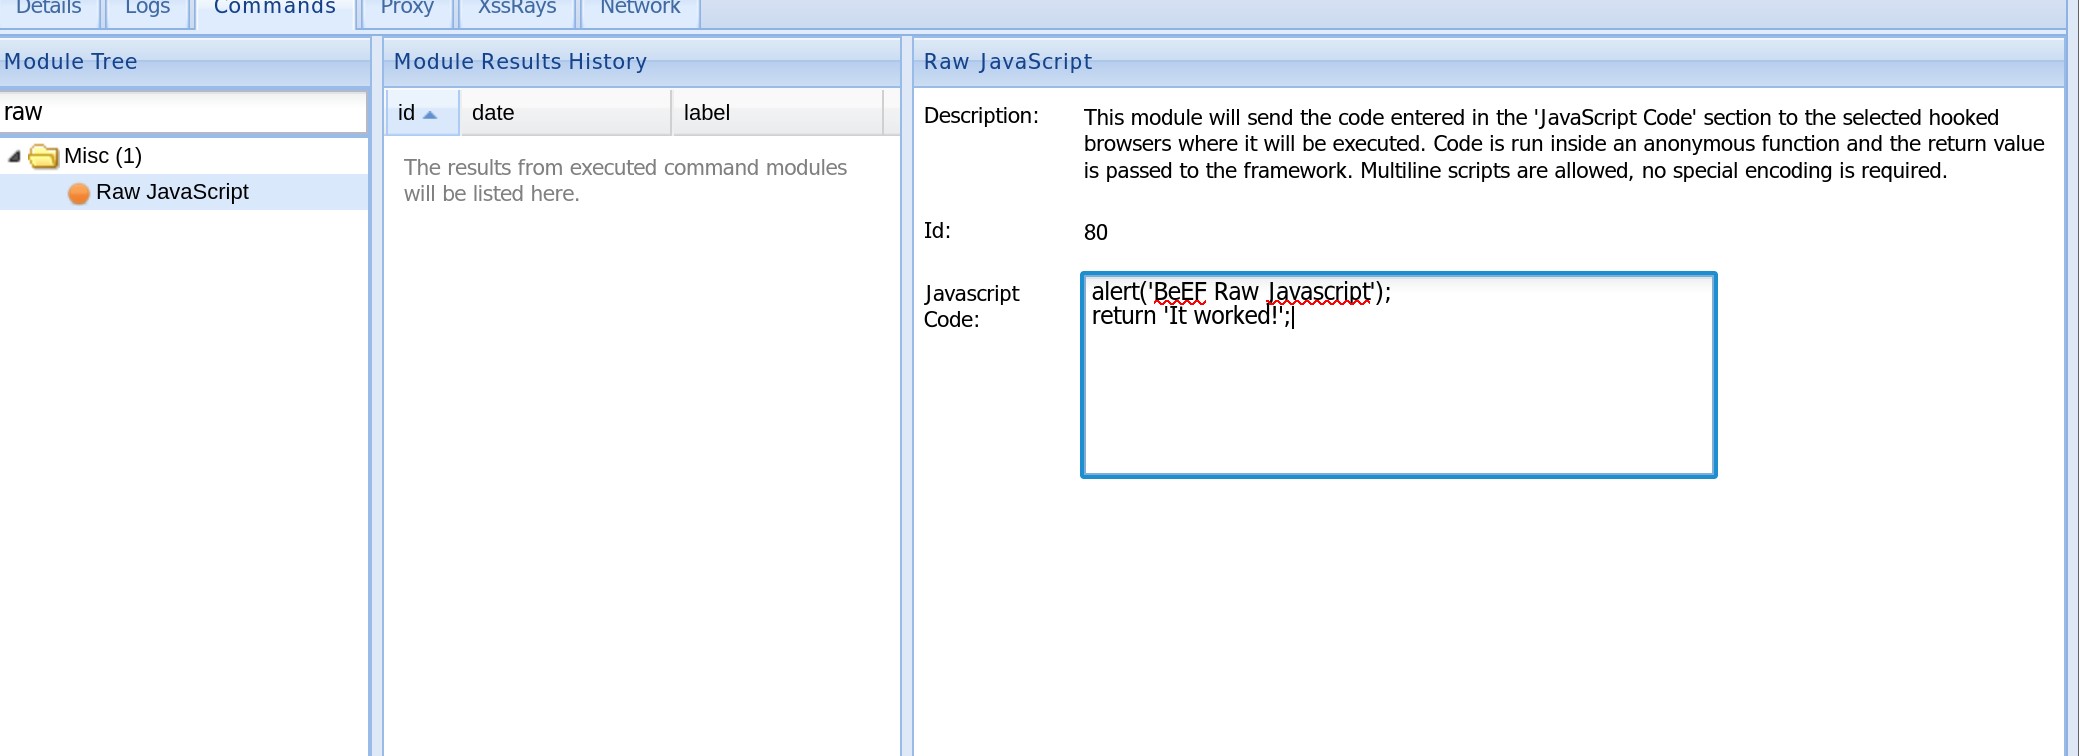 Details Logs Commands Proxy XssRays Network
Module Tree
raw
Misc (1)
Raw JavaScript
Module Results History
id date label
The results from executed command modules
will be listed here.
Raw JavaScript
Description: This module will send the code entered in the 'JavaScript Code' section to the selected hooked
browsers where it will be executed. Code is run inside an anonymous function and the return value
is passed to the framework. Multiline scripts are allowed, no special encoding is required.
Id: 80
Javascript
Code:
alert('BeEF Raw Javascript');
return 'It worked!';